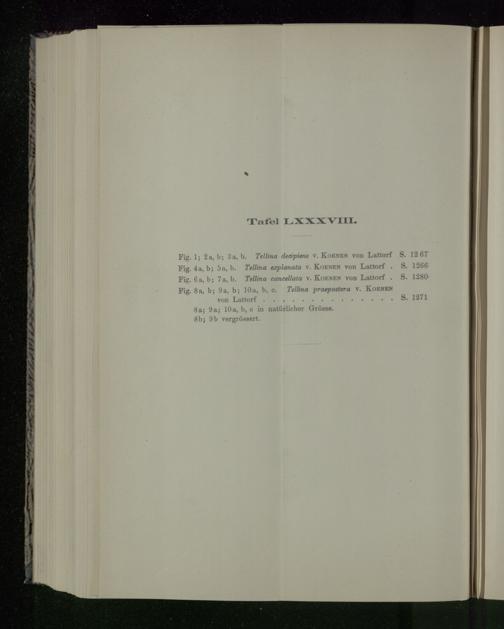 Tafel LXXXVIII.
Fig. 1; 2a, b; 3a, b. Tellina decipiens v. Koenen von Lattorf S. 1267
Fig. 4a, b; 5a, b. Tellina explanata v. Koenen von Lattorf . S. 1266
Fig. 6a, b; 7a, b. Tellina cancellata v. Koenen von Lattorf . S. 1280
Fig. 8a, b; 9a, b; 10a, b, c. Tellina praepostera v. Koenen
von Lattorf . . . . . . . . . . . . . . S. 1271
8a; 9a; 10a, b, c in natürlicher Grösse.
8b; 9b vergrössert.